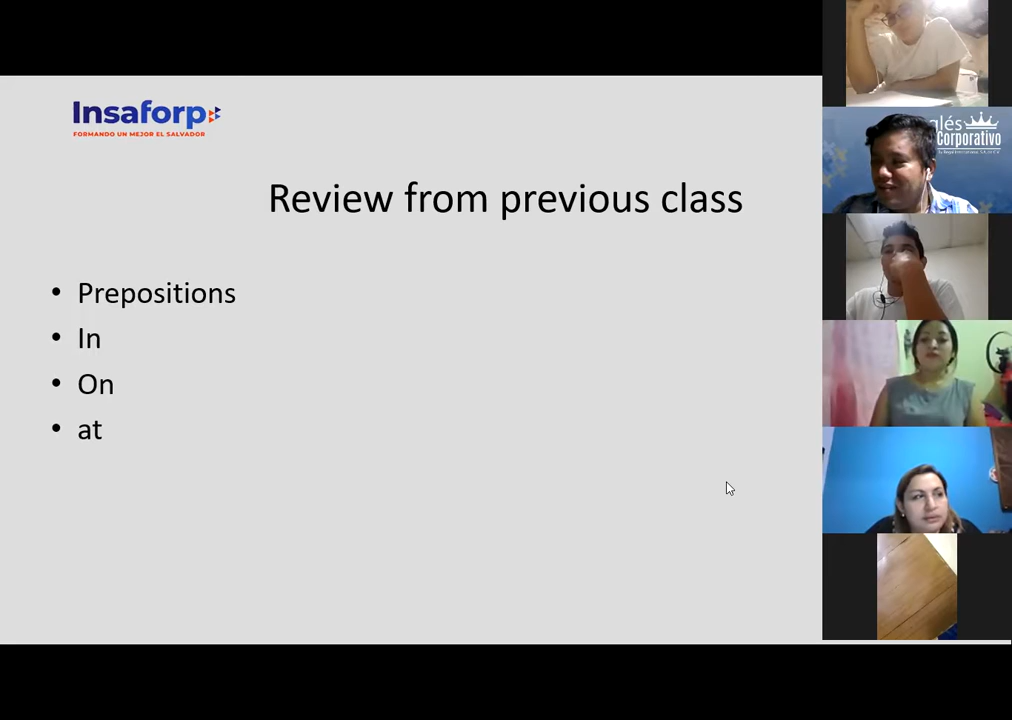 Insaforp
FORMANDO UN MEJOR EL SALVADOR
Review from previous class
• Prepositions
• In
• On
• at
glés
Corporativo